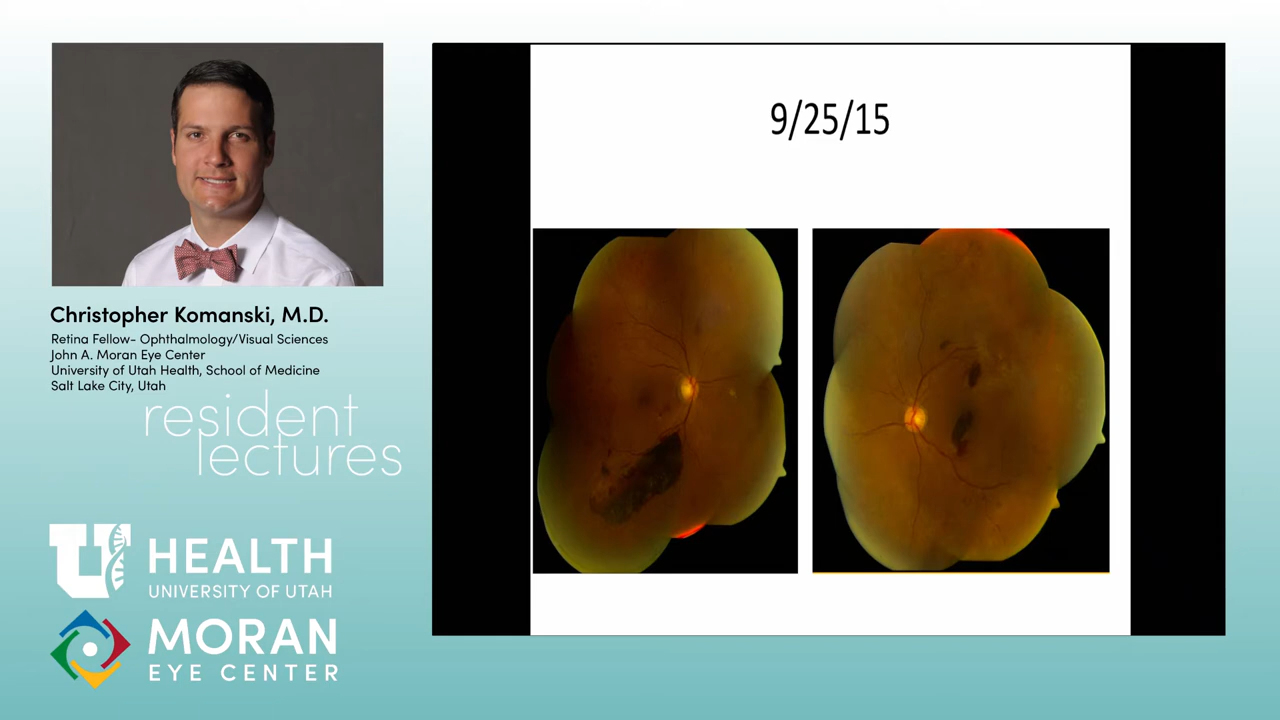 9/25/15
Christopher Komanski, M.D.
Retina Fellow- Ophthalmology/Visual Sciences
John A. Moran Eye Center
University of Utah Health, School of Medicine
Salt Lake City, Utah
resident
lectures
U HEALTH
UNIVERSITY OF UTAH
MORAN
EYE CENTER